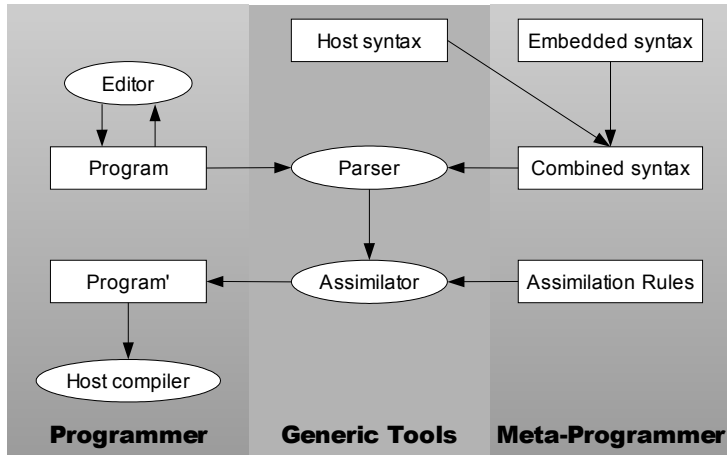 Host syntax
Embedded syntax
Editor
Program
Parser
Combined syntax
Program'
Assimilator
Assimilation Rules
Host compiler
Programmer
Generic Tools
Meta-Programmer